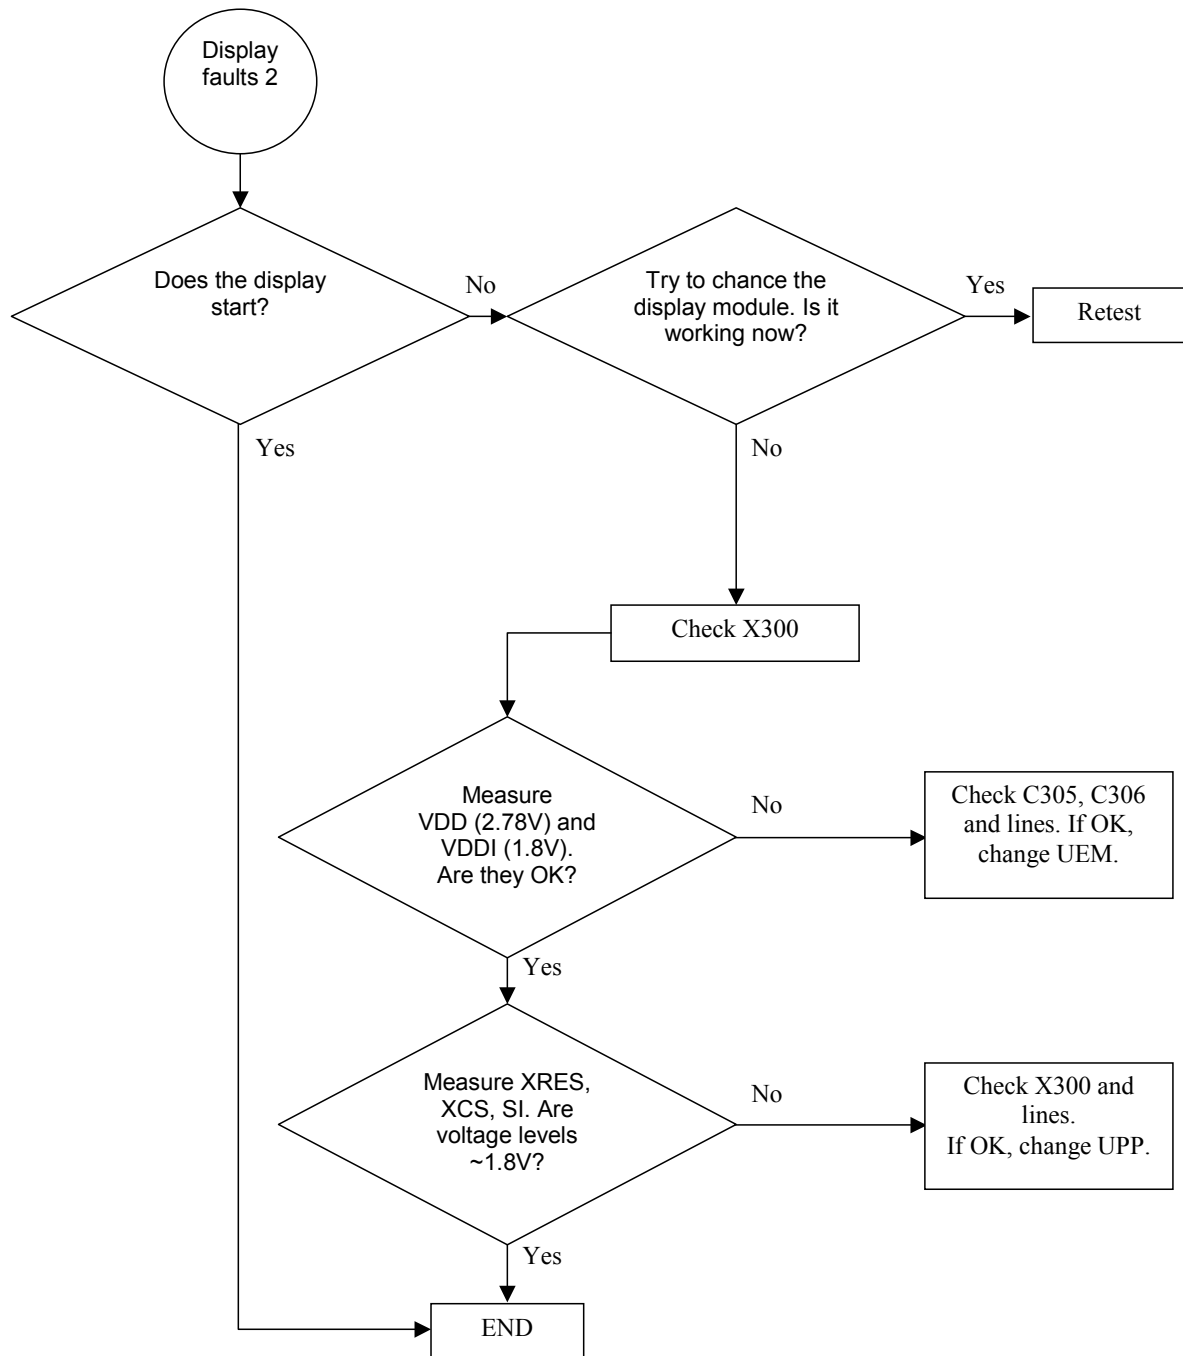 Display
faults 2
Does the display
start?
No
Try to chance the
display module. Is it
working now?
Yes
Retest
Yes
No
Check X300
Measure
VDD (2.78V) and
VDDI (1.8V).
Are they OK?
No
Check C305, C306
and lines. If OK,
change UEM.
Yes
Measure XRES,
XCS, SI. Are
voltage levels
~1.8V?
No
Check X300 and
lines.
If OK, change UPP.
Yes
END